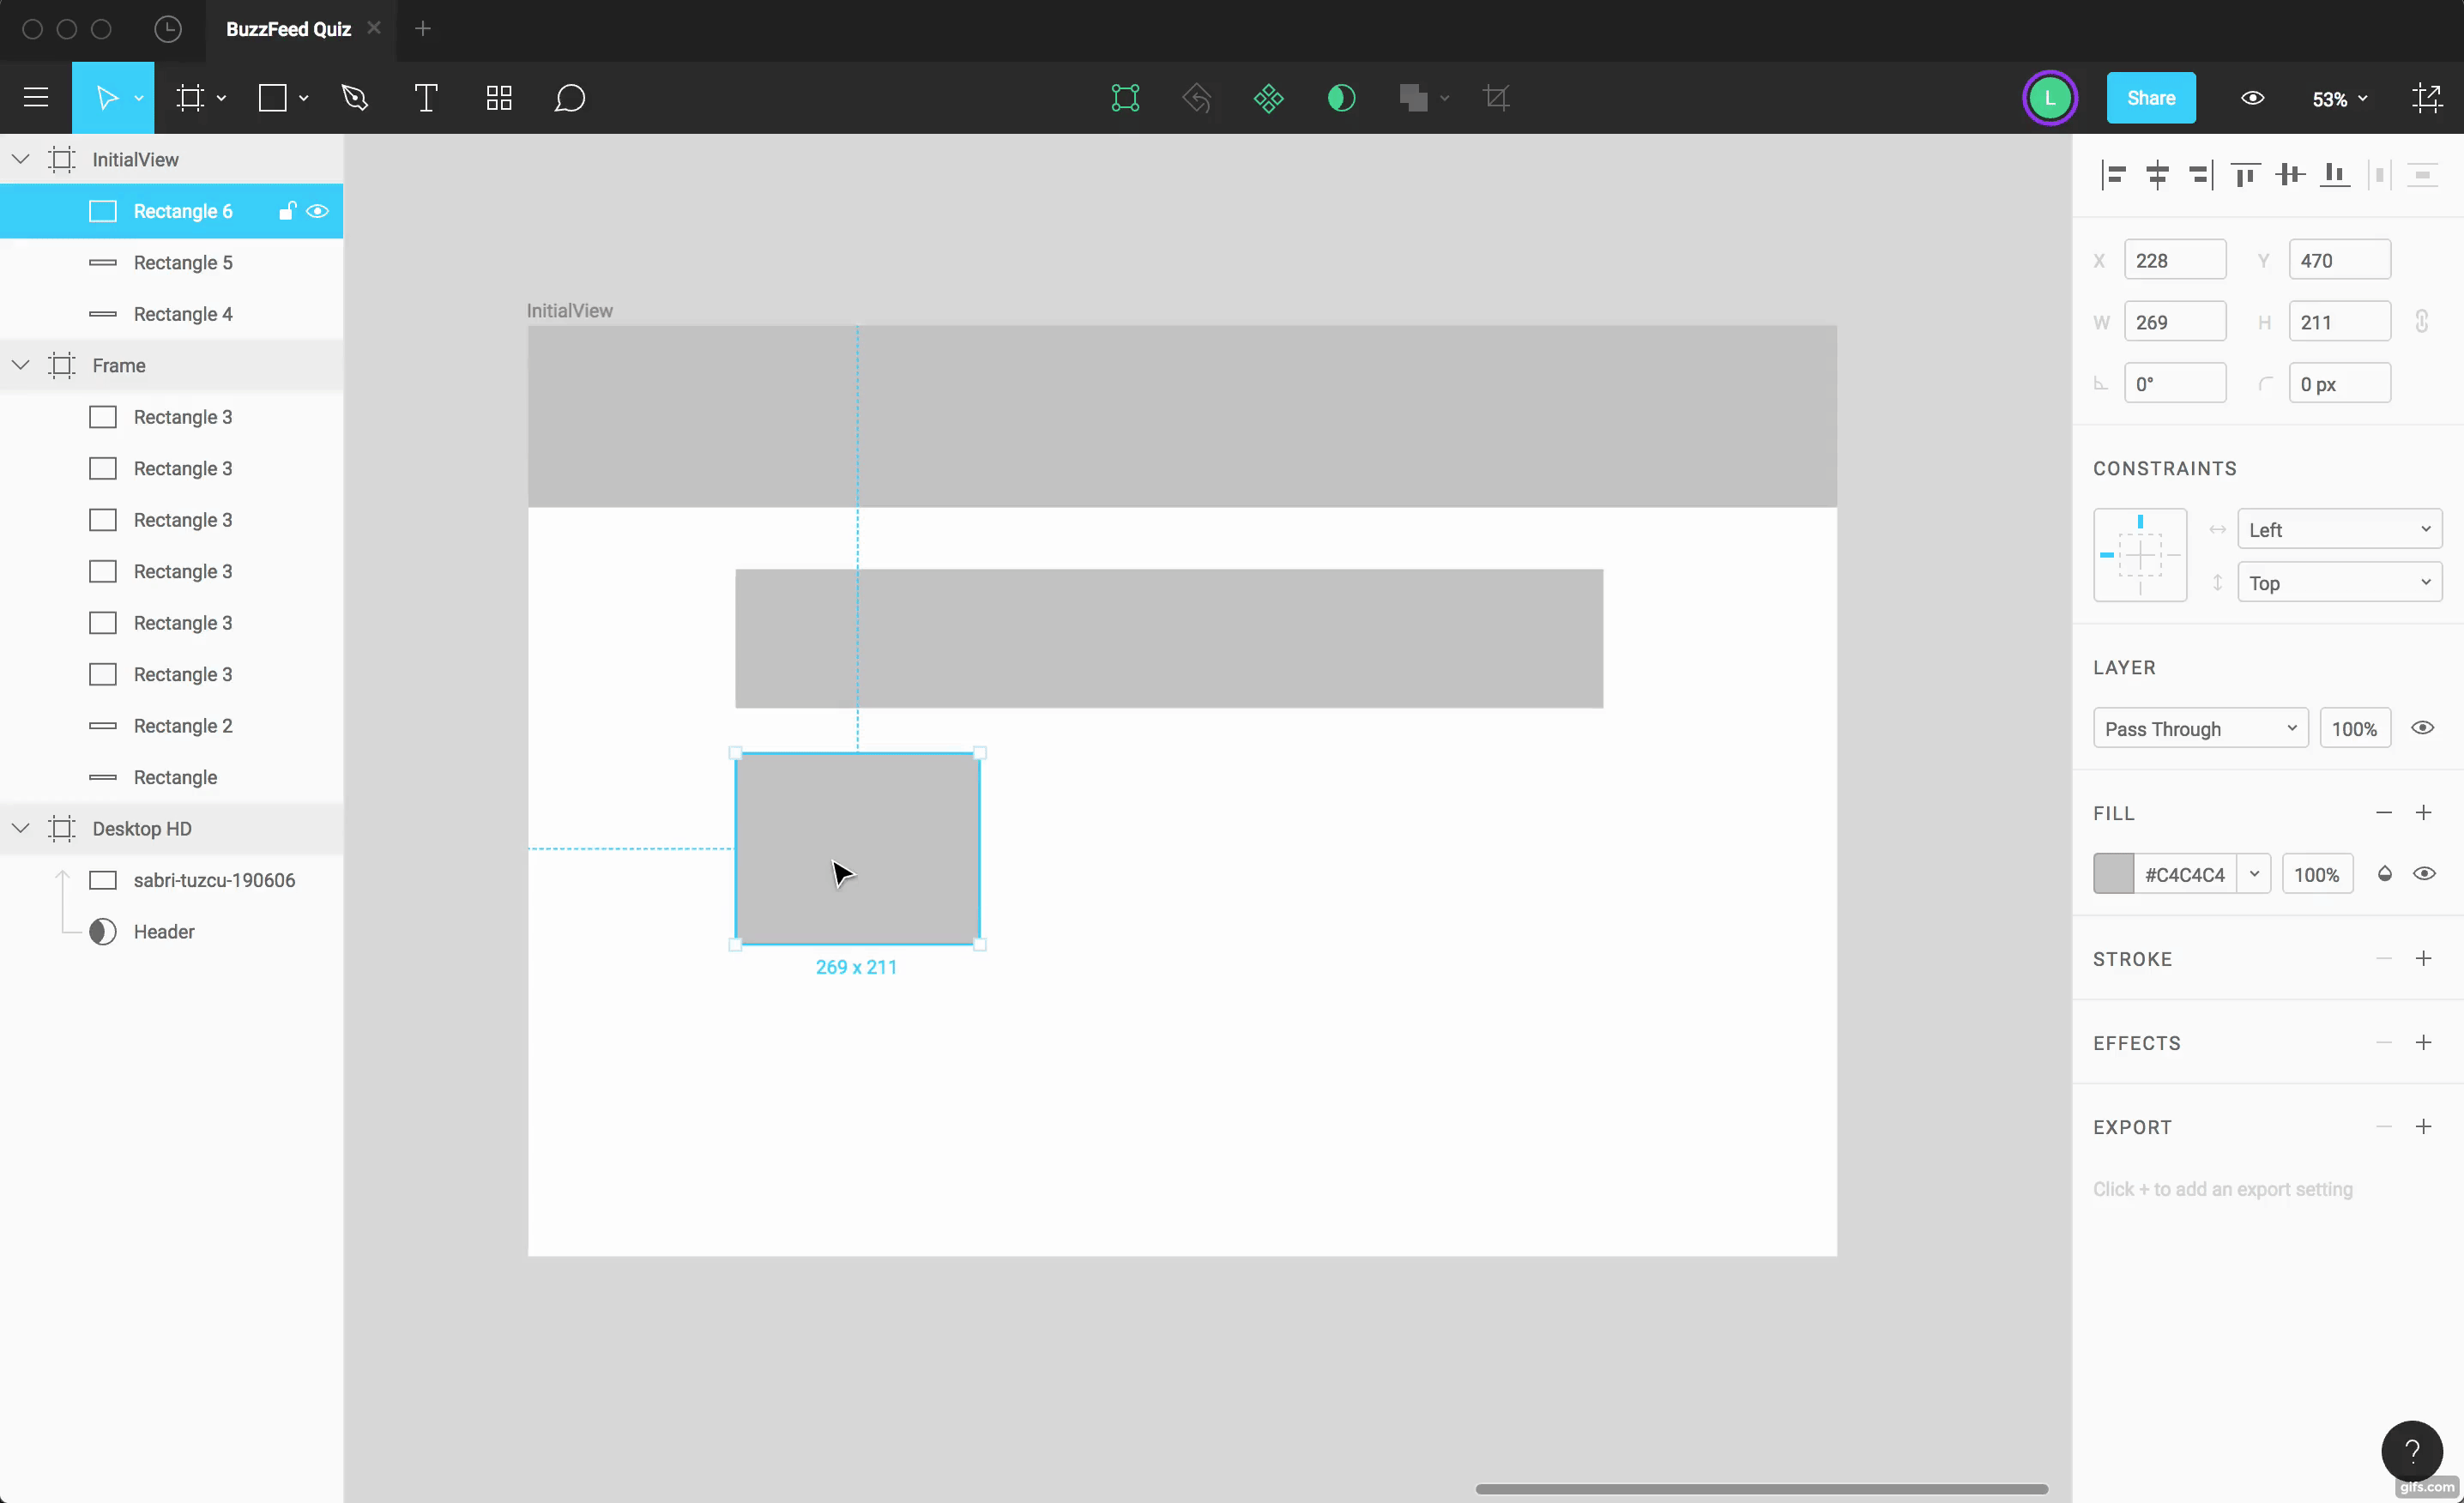 BuzzFeed Quiz
T
L
Share
53%
InitialView
Rectangle 6
Rectangle 5
Rectangle 4
Frame
Rectangle 3
Rectangle 3
Rectangle 3
Rectangle 3
Rectangle 3
Rectangle 3
Rectangle 2
Rectangle
Desktop HD
sabri-tuzcu-190606
Header
InitialView
269 x 211
X 228 Y 470
W 269 H 211
0° 0 px
CONSTRAINTS
Left
Top
LAYER
Pass Through 100%
FILL
#C4C4C4 100%
STROKE
EFFECTS
EXPORT
Click + to add an export setting
?
gifs.com